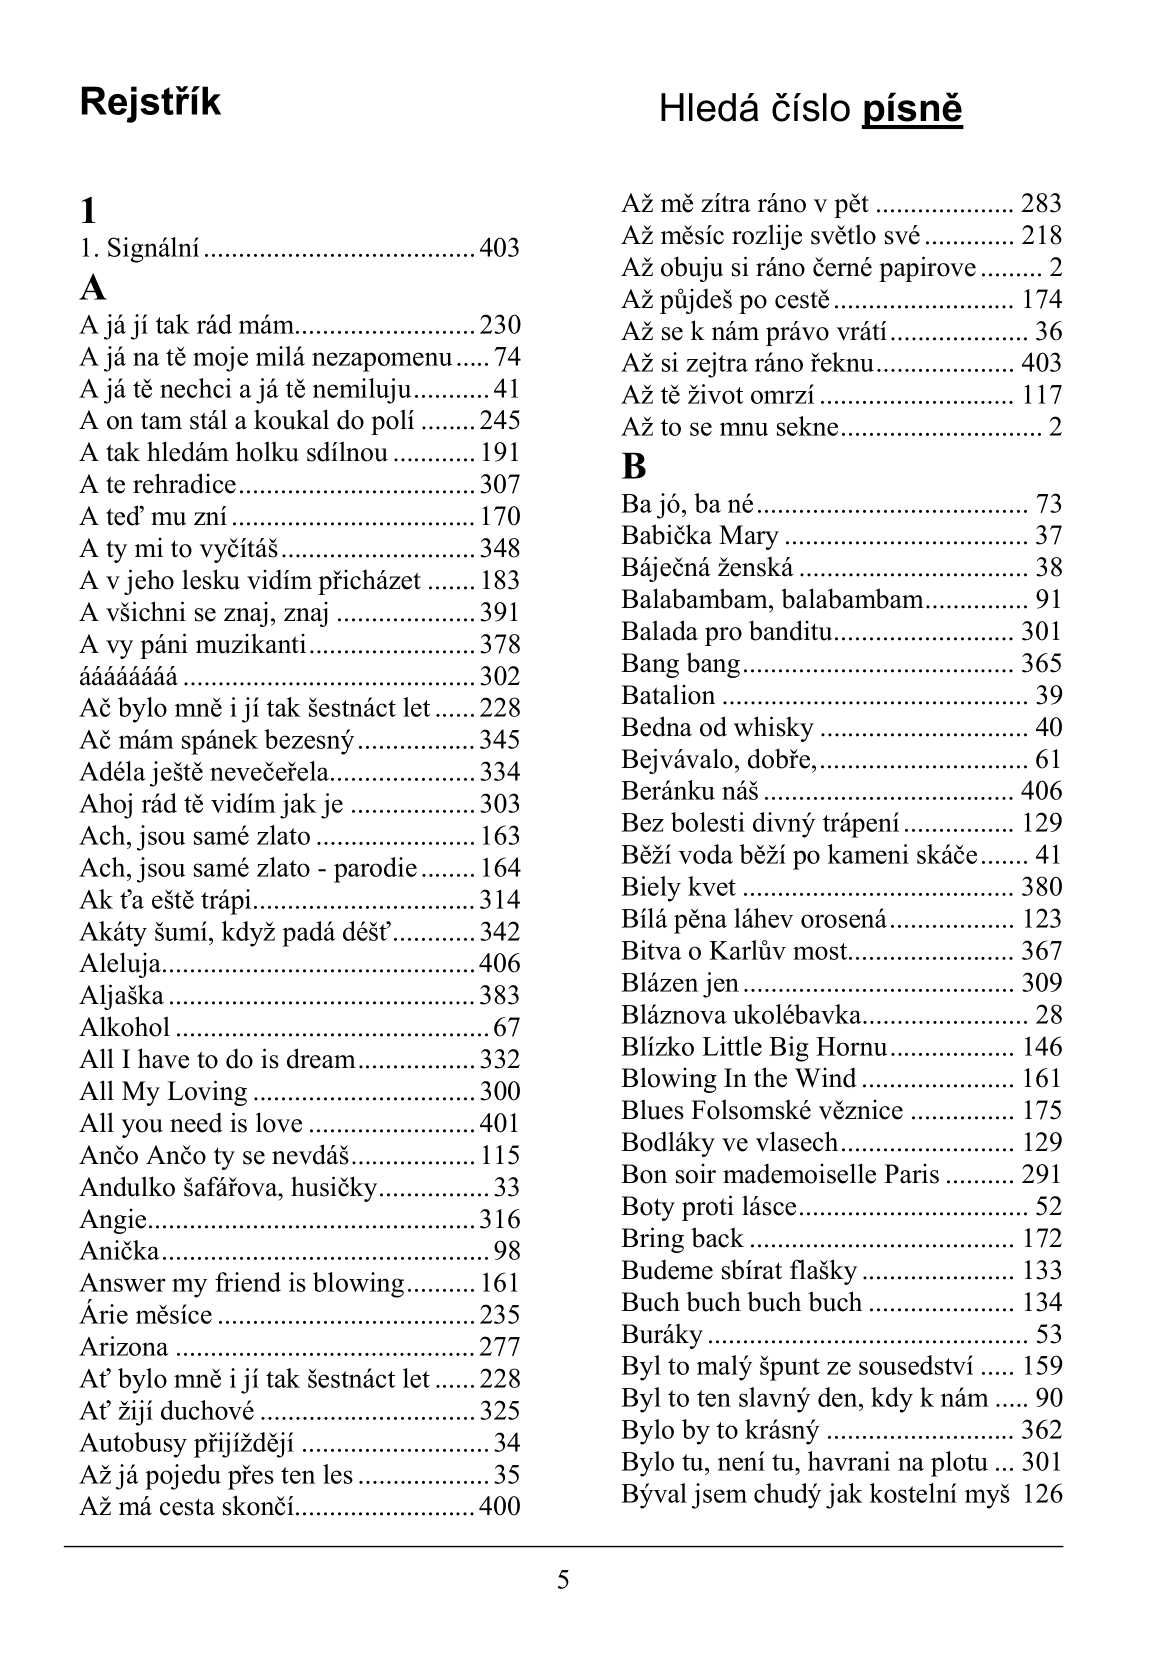 Rejstřík
Hledá číslo písně
1
1. Signální ....................................... 403
A
A já jí tak rád mám.......................... 230
A já na tě moje milá nezapomenu ..... 74
A já tě nechci a já tě nemiluju........... 41
A on tam stál a koukal do polí ........ 245
A tak hledám holku sdílnou ............ 191
A te rehradice.................................. 307
A teď mu zní ................................... 170
A ty mi to vyčítáš............................ 348
A v jeho lesku vidím přicházet ....... 183
A všichni se znaj, znaj .................... 391
A vy páni muzikanti........................ 378
áááááááá .......................................... 302
Ač bylo mně i jí tak šestnáct let ...... 228
Ač mám spánek bezesný................. 345
Adéla ještě nevečeřela..................... 334
Ahoj rád tě vidím jak je .................. 303
Ach, jsou samé zlato ....................... 163
Ach, jsou samé zlato - parodie ........ 164
Ak ťa eště trápi................................ 314
Akáty šumí, když padá déšť............ 342
Aleluja............................................. 406
Aljaška ............................................ 383
Alkohol ............................................. 67
All I have to do is dream................. 332
All My Loving ................................ 300
All you need is love ........................ 401
Ančo Ančo ty se nevdáš.................. 115
Andulko šafářova, husičky................ 33
Angie............................................... 316
Anička............................................... 98
Answer my friend is blowing.......... 161
Árie měsíce ..................................... 235
Arizona ........................................... 277
Ať bylo mně i jí tak šestnáct let ...... 228
Ať žijí duchové ............................... 325
Autobusy přijíždějí ........................... 34
Až já pojedu přes ten les ................... 35
Až má cesta skončí.......................... 400
Až mě zítra ráno v pět .................... 283
Až měsíc rozlije světlo své ............. 218
Až obuju si ráno černé papirove ......... 2
Až půjdeš po cestě .......................... 174
Až se k nám právo vrátí.................... 36
Až si zejtra ráno řeknu.................... 403
Až tě život omrzí ............................ 117
Až to se mnu sekne............................. 2
B
Ba jó, ba né....................................... 73
Babička Mary ................................... 37
Báječná ženská ................................. 38
Balabambam, balabambam............... 91
Balada pro banditu.......................... 301
Bang bang....................................... 365
Batalion ............................................ 39
Bedna od whisky .............................. 40
Bejvávalo, dobře,.............................. 61
Beránku náš .................................... 406
Bez bolesti divný trápení ................ 129
Běží voda běží po kameni skáče....... 41
Biely kvet ....................................... 380
Bílá pěna láhev orosená.................. 123
Bitva o Karlův most........................ 367
Blázen jen ....................................... 309
Bláznova ukolébavka........................ 28
Blízko Little Big Hornu.................. 146
Blowing In the Wind ...................... 161
Blues Folsomské věznice ............... 175
Bodláky ve vlasech......................... 129
Bon soir mademoiselle Paris .......... 291
Boty proti lásce................................. 52
Bring back ...................................... 172
Budeme sbírat flašky ...................... 133
Buch buch buch buch ..................... 134
Buráky .............................................. 53
Byl to malý špunt ze sousedství ..... 159
Byl to ten slavný den, kdy k nám ..... 90
Bylo by to krásný ........................... 362
Bylo tu, není tu, havrani na plotu ... 301
Býval jsem chudý jak kostelní myš 126
5